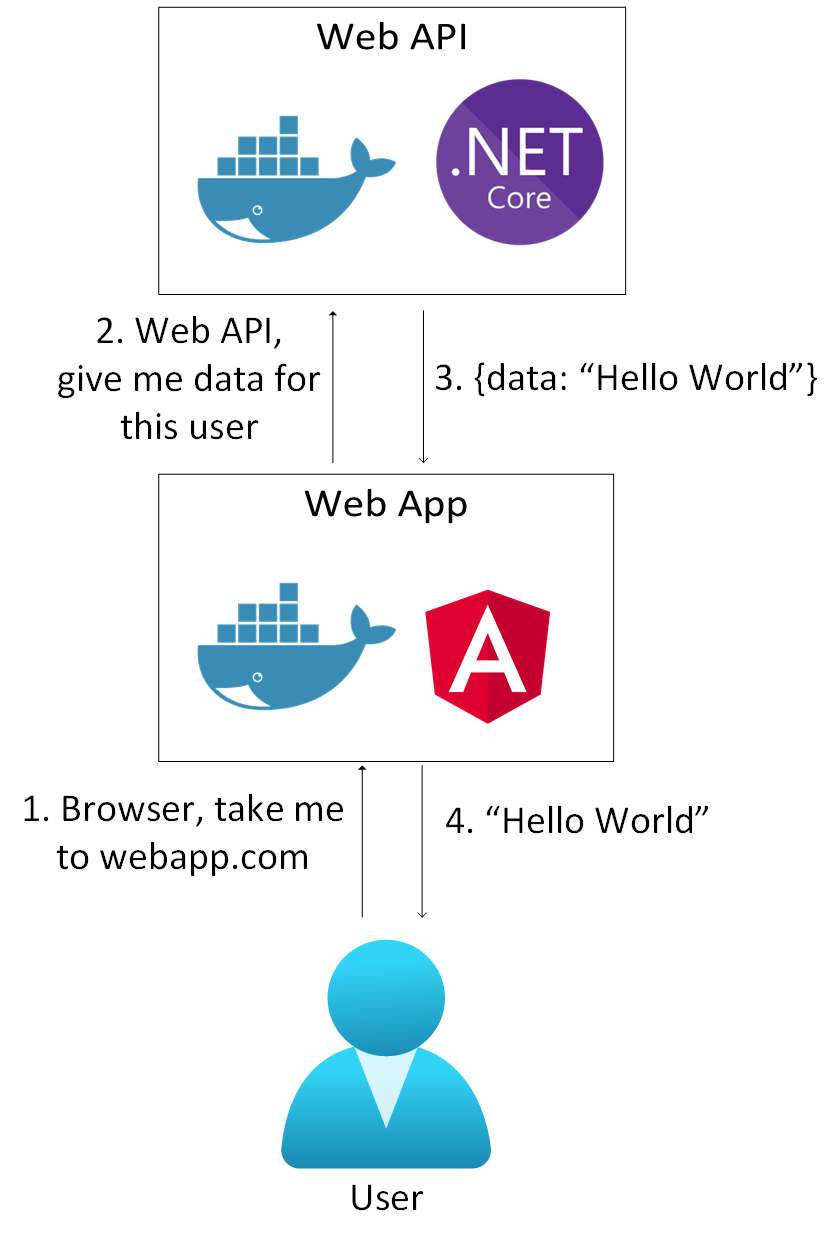 Web API
.NET
Core
2. Web API,
give me data for
this user
3. {data: “Hello World”}
Web App
A
1. Browser, take me
to webapp.com
4. “Hello World”
User